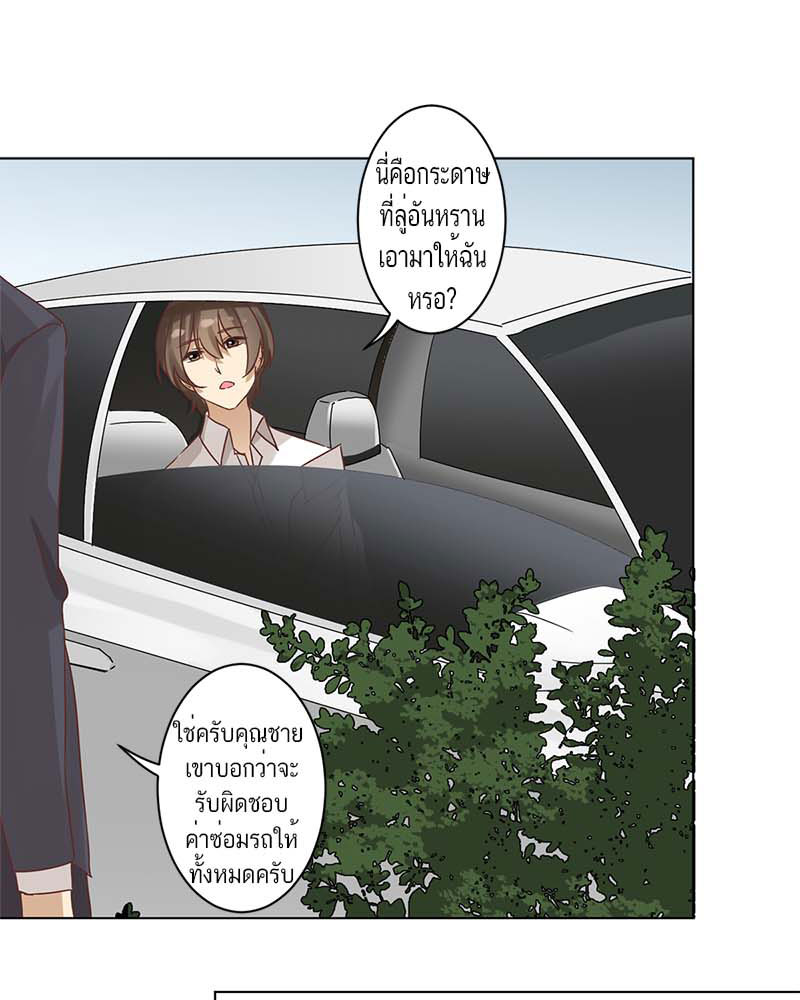 นี่คือกระดาษ
ที่ลู่อันหราน
เอามาให้ฉัน
หรอ?
ใช่ครับคุณชาย
เขาบอกว่าจะ
รับผิดชอบ
ค่าซ่อมรถให้
ทั้งหมดครับ